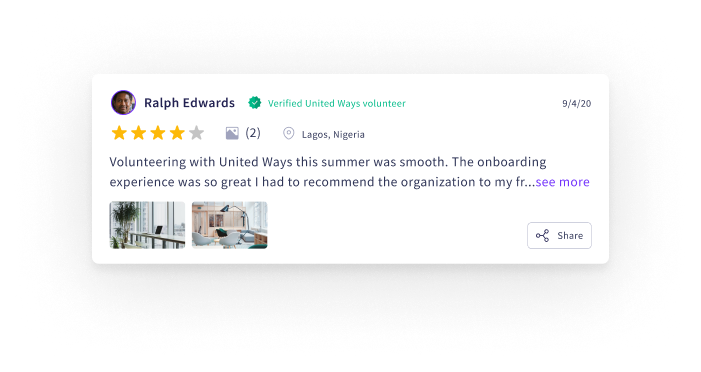 Ralph Edwards Verified United Ways volunteer 9/4/20
(2) Lagos, Nigeria
Volunteering with United Ways this summer was smooth. The onboarding
experience was so great I had to recommend the organization to my fr...see more
Share